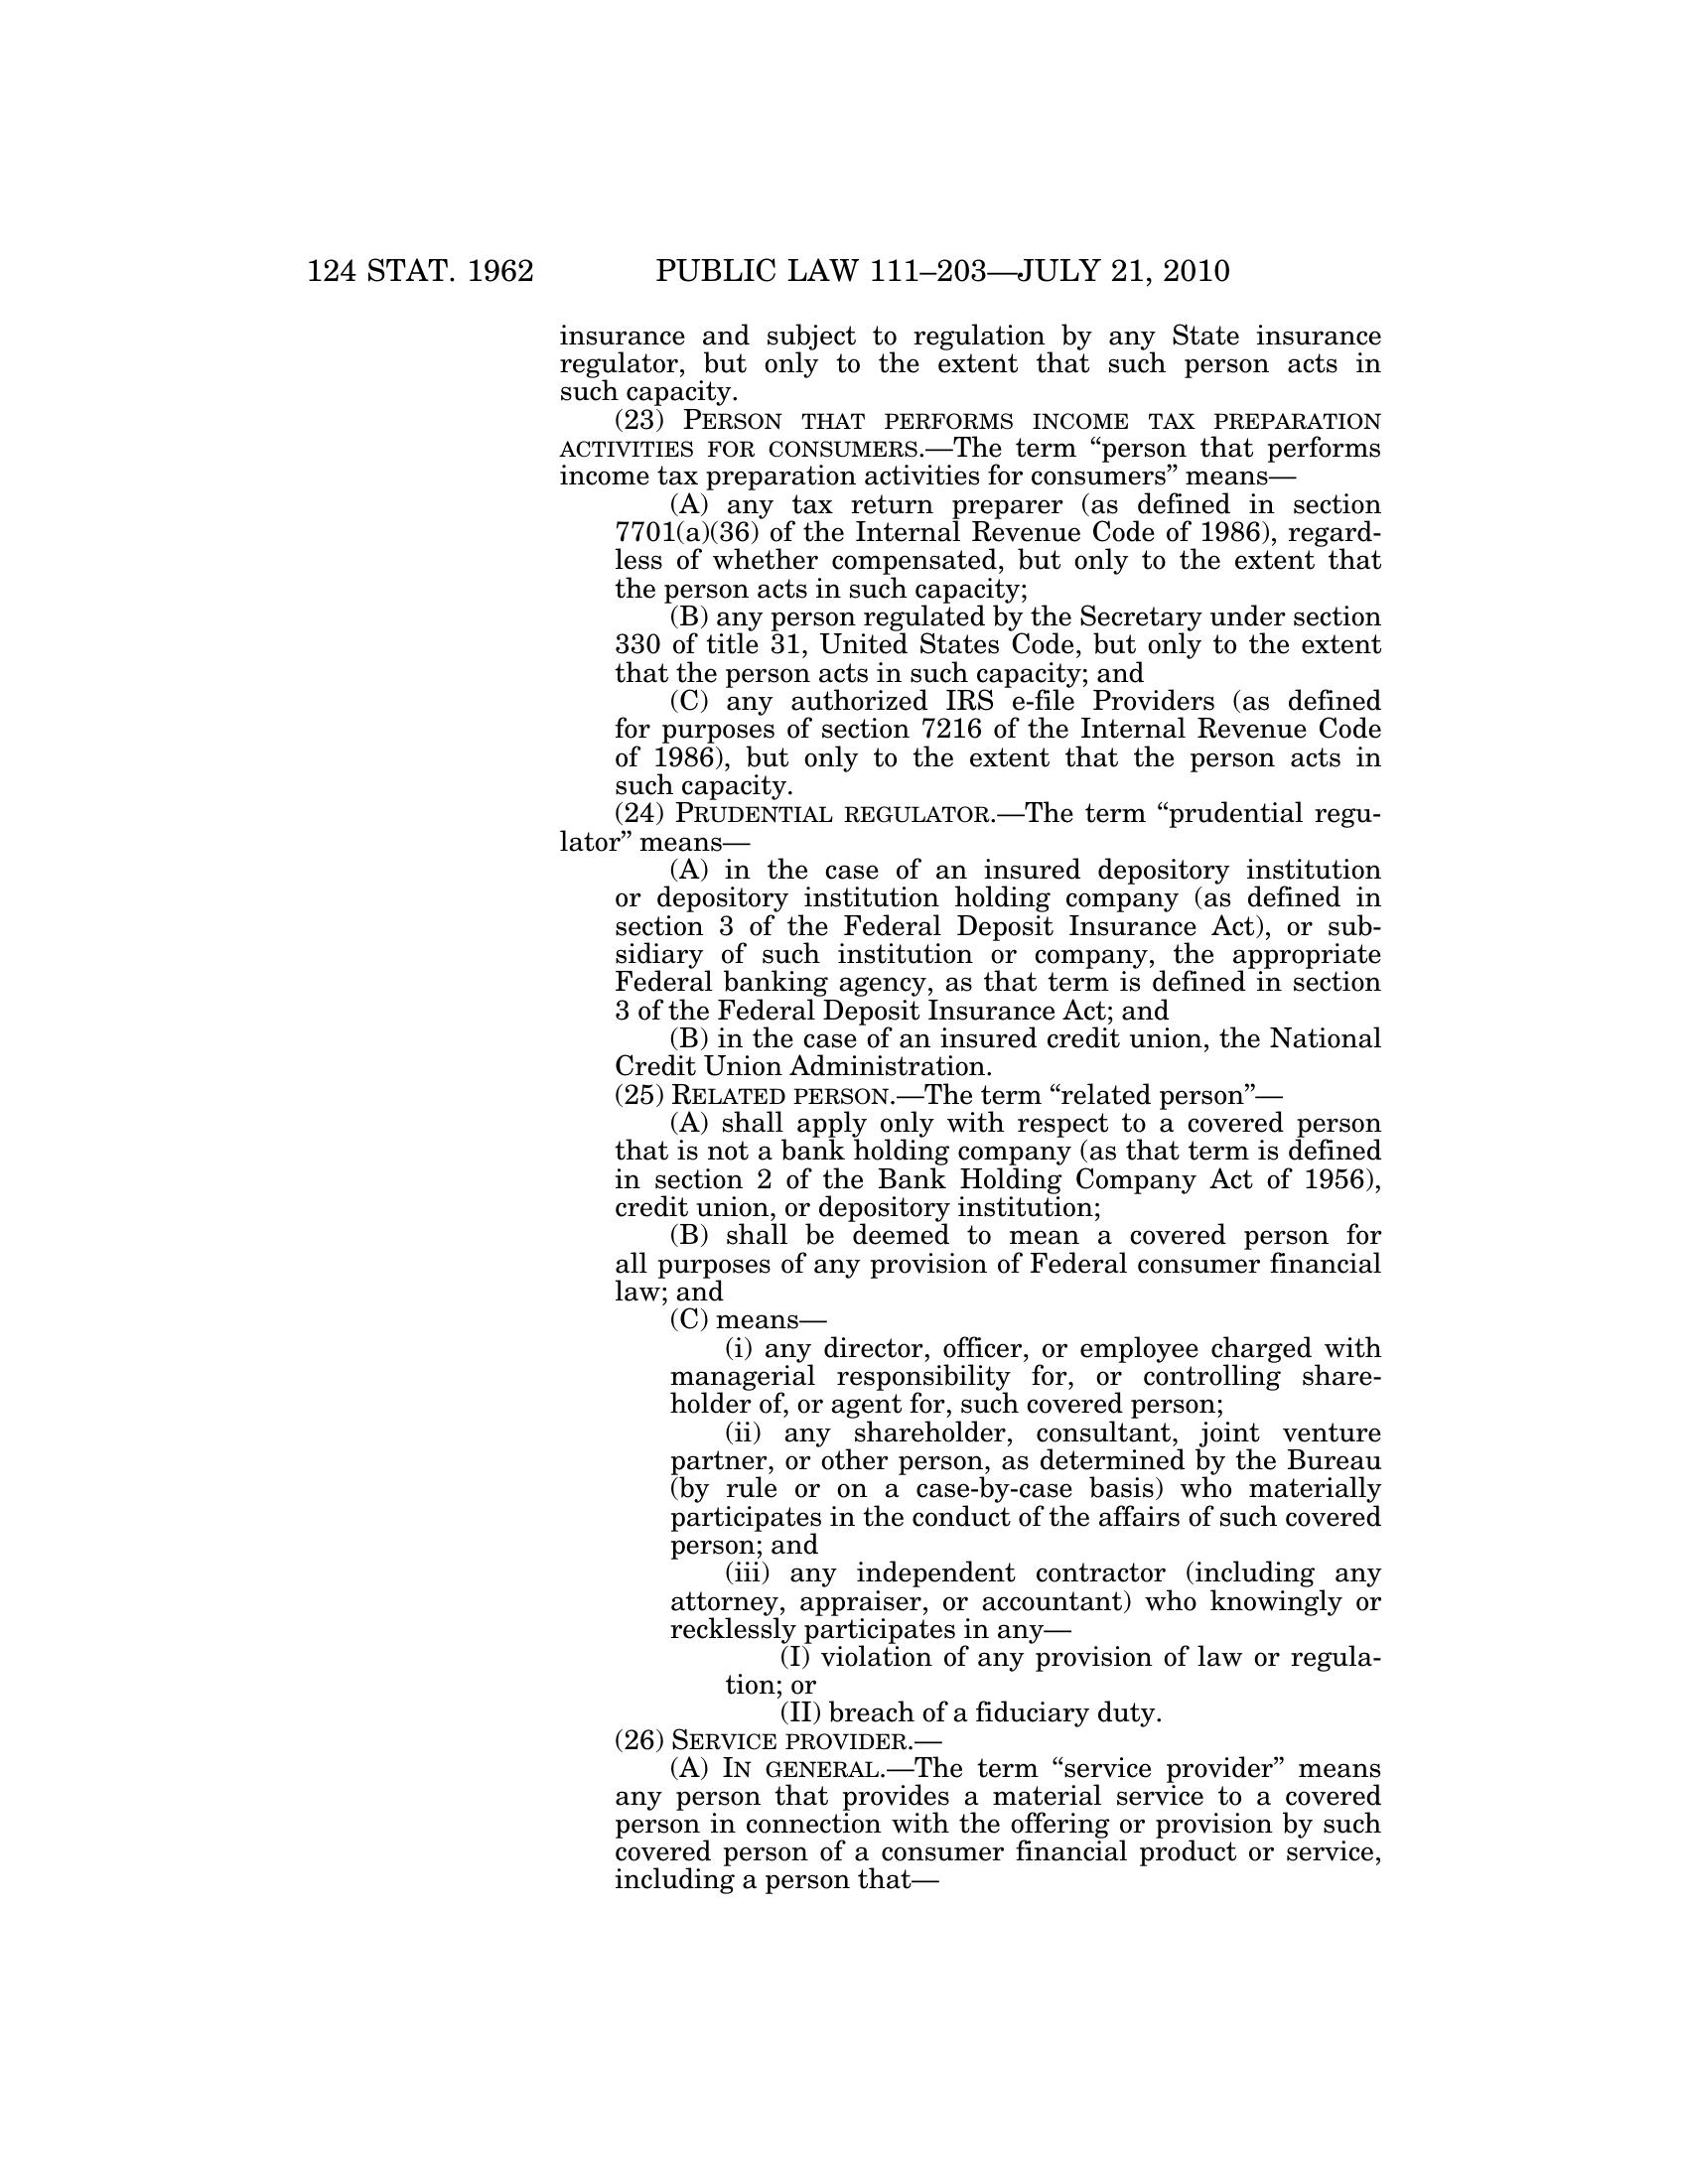 124 STAT. 1962 PUBLIC LAW 111–203—JULY 21, 2010
insurance and subject to regulation by any State insurance
regulator, but only to the extent that such person acts in
such capacity.
(23) PERSON THAT PERFORMS INCOME TAX PREPARATION
ACTIVITIES FOR CONSUMERS.—The term “person that performs
income tax preparation activities for consumers” means—
(A) any tax return preparer (as defined in section
7701(a)(36) of the Internal Revenue Code of 1986), regard-
less of whether compensated, but only to the extent that
the person acts in such capacity;
(B) any person regulated by the Secretary under section
330 of title 31, United States Code, but only to the extent
that the person acts in such capacity; and
(C) any authorized IRS e-file Providers (as defined
for purposes of section 7216 of the Internal Revenue Code
of 1986), but only to the extent that the person acts in
such capacity.
(24) PRUDENTIAL REGULATOR.—The term “prudential regu-
lator” means—
(A) in the case of an insured depository institution
or depository institution holding company (as defined in
section 3 of the Federal Deposit Insurance Act), or sub-
sidiary of such institution or company, the appropriate
Federal banking agency, as that term is defined in section
3 of the Federal Deposit Insurance Act; and
(B) in the case of an insured credit union, the National
Credit Union Administration.
(25) RELATED PERSON.—The term “related person”—
(A) shall apply only with respect to a covered person
that is not a bank holding company (as that term is defined
in section 2 of the Bank Holding Company Act of 1956),
credit union, or depository institution;
(B) shall be deemed to mean a covered person for
all purposes of any provision of Federal consumer financial
law; and
(C) means—
(i) any director, officer, or employee charged with
managerial responsibility for, or controlling share-
holder of, or agent for, such covered person;
(ii) any shareholder, consultant, joint venture
partner, or other person, as determined by the Bureau
(by rule or on a case-by-case basis) who materially
participates in the conduct of the affairs of such covered
person; and
(iii) any independent contractor (including any
attorney, appraiser, or accountant) who knowingly or
recklessly participates in any—
(I) violation of any provision of law or regula-
tion; or
(II) breach of a fiduciary duty.
(26) SERVICE PROVIDER.—
(A) IN GENERAL.—The term “service provider” means
any person that provides a material service to a covered
person in connection with the offering or provision by such
covered person of a consumer financial product or service,
including a person that—